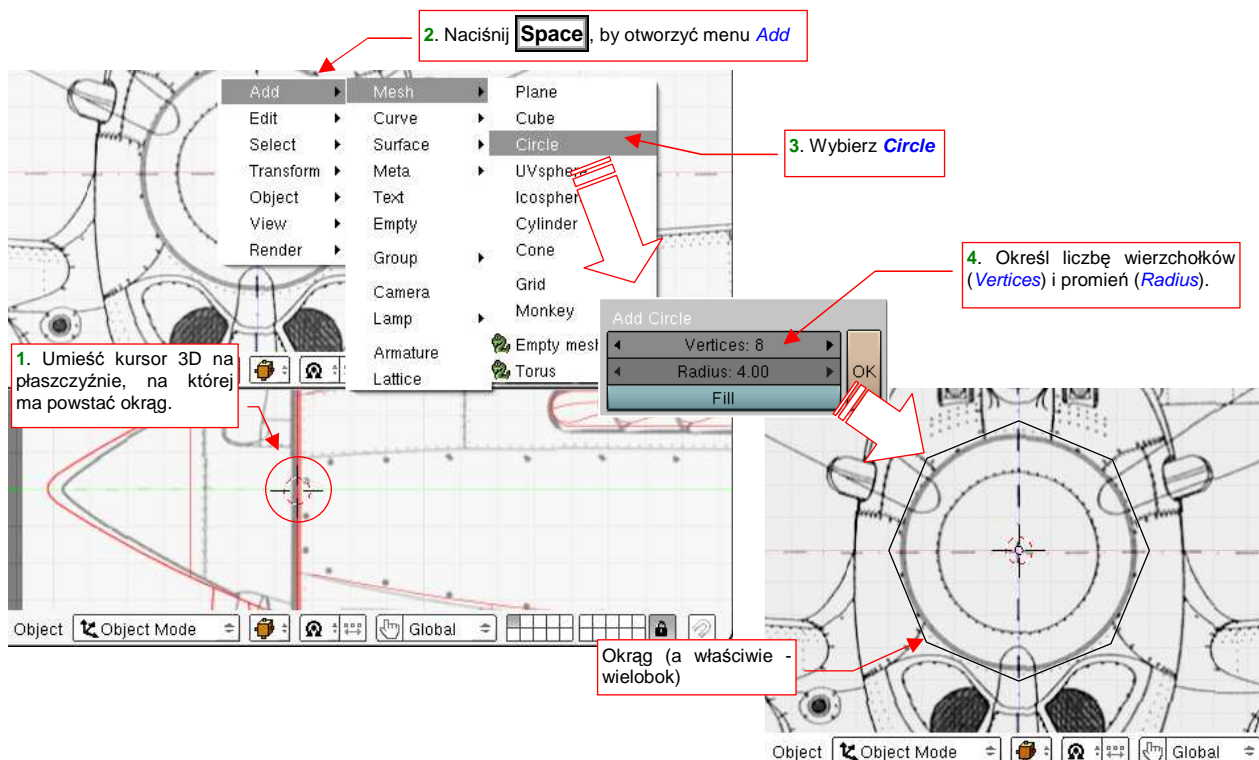 2. Naciśnij Space, by otworzyć menu Add
Add
Edit
Select
Transform
Object
View
Render
Mesh
Curve
Surface
Meta
Text
Empty
Group
Camera
Lamp
Armature
Lattice
Plane
Cube
Circle
UVsphere
Icospher
Cylinder
Cone
Grid
Monkey
Empty mesh
Torus
3. Wybierz Circle
4. Określ liczbę wierzchołków
(Vertices) i promień (Radius).
Add Circle
Vertices: 8
Radius: 4.00
Fill
OK
1. Umieść kursor 3D na
płaszczyźnie, na której
ma powstać okrąg.
Object
Object Mode
Global
Okrąg (a właściwie -
wielobok)
Object
Object Mode
Global